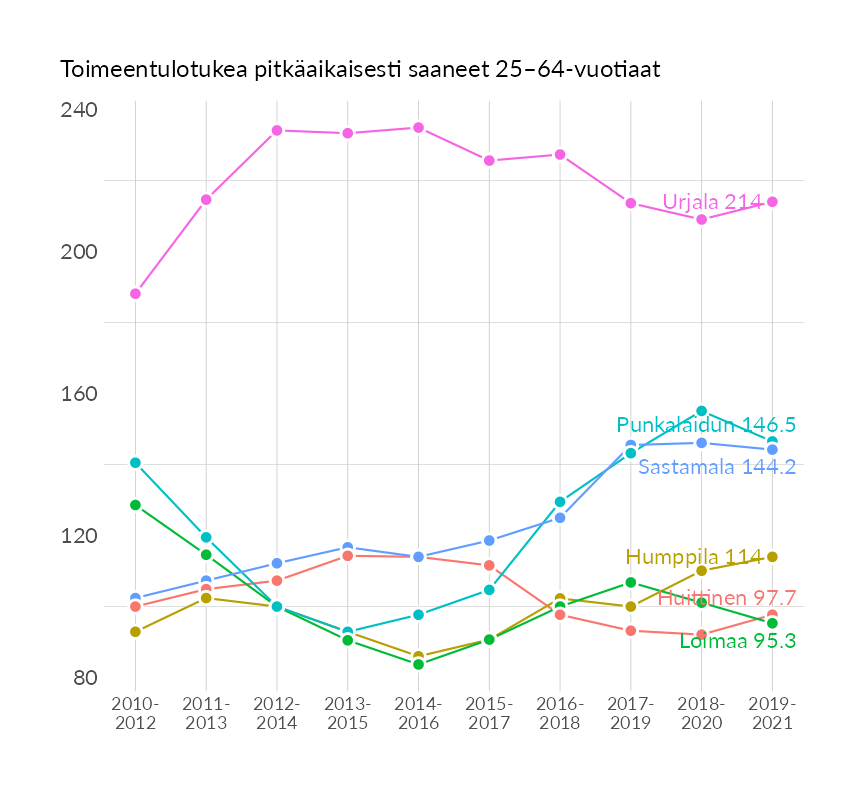 Toimeentulotukea pitkäaikaisesti saaneet 25–64-vuotiaat
240
200
160
120
80
Urjala 214
Punkalaidun 146.5
Sastamala 144.2
Humppila 114
Huittinen 97.7
Loimaa 95.3
2010- 2011- 2012- 2013- 2014- 2015- 2016- 2017- 2018- 2019-
2012 2013 2014 2015 2016 2017 2018 2019 2020 2021